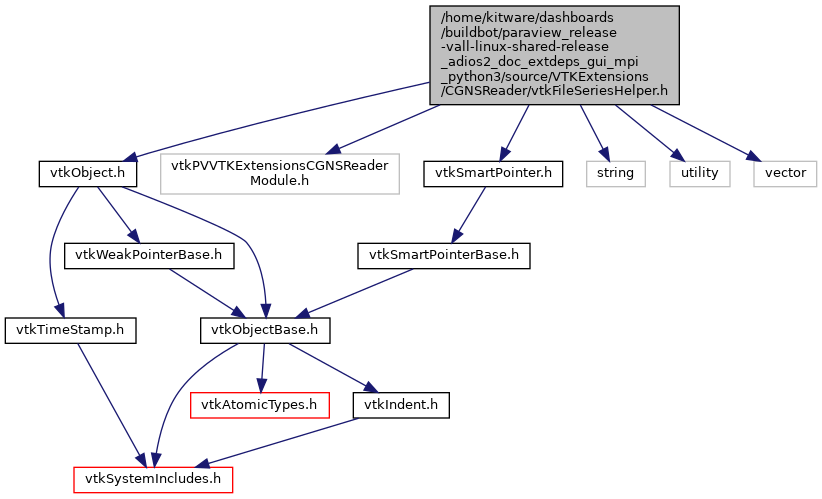 /home/kitware/dashboards
/buildbot/paraview_release
-vall-linux-shared-release
_adios2_doc_extdeps_gui_mpi
_python3/source/VTKExtensions
/CGNSReader/vtkFileSeriesHelper.h
vtkObject.h
vtkPVVTKExtensionsCGNSReader
Module.h
vtkSmartPointer.h
string
utility
vector
vtkWeakPointerBase.h
vtkSmartPointerBase.h
vtkTimeStamp.h
vtkObjectBase.h
vtkAtomicTypes.h
vtkIndent.h
vtkSystemIncludes.h